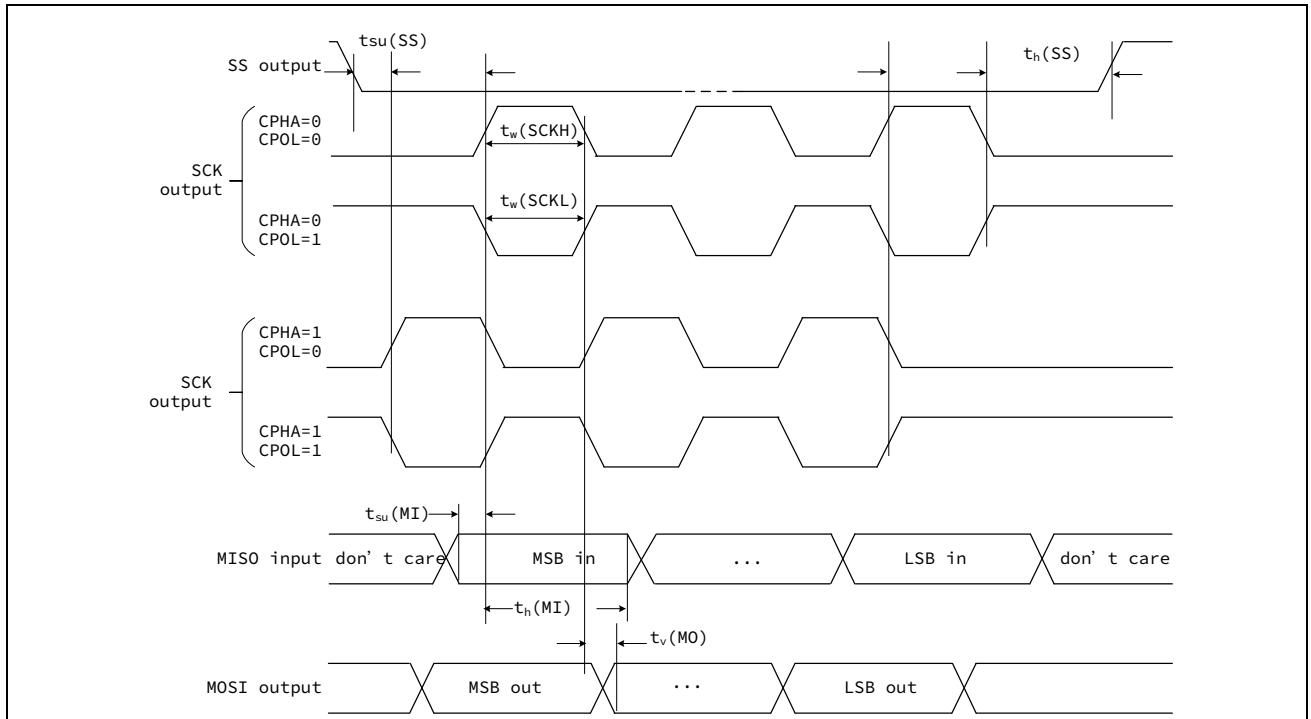 tsu(SS)
SS output
th(SS)
CPHA=0
CPOL=0
tw(SCKH)
SCK
output
tw(SCKL)
CPHA=0
CPOL=1
CPHA=1
CPOL=0
SCK
output
CPHA=1
CPOL=1
tsu(MI)
MISO input don't care MSB in ... LSB in don't care
th(MI)
tv(MO)
MOSI output MSB out ... LSB out